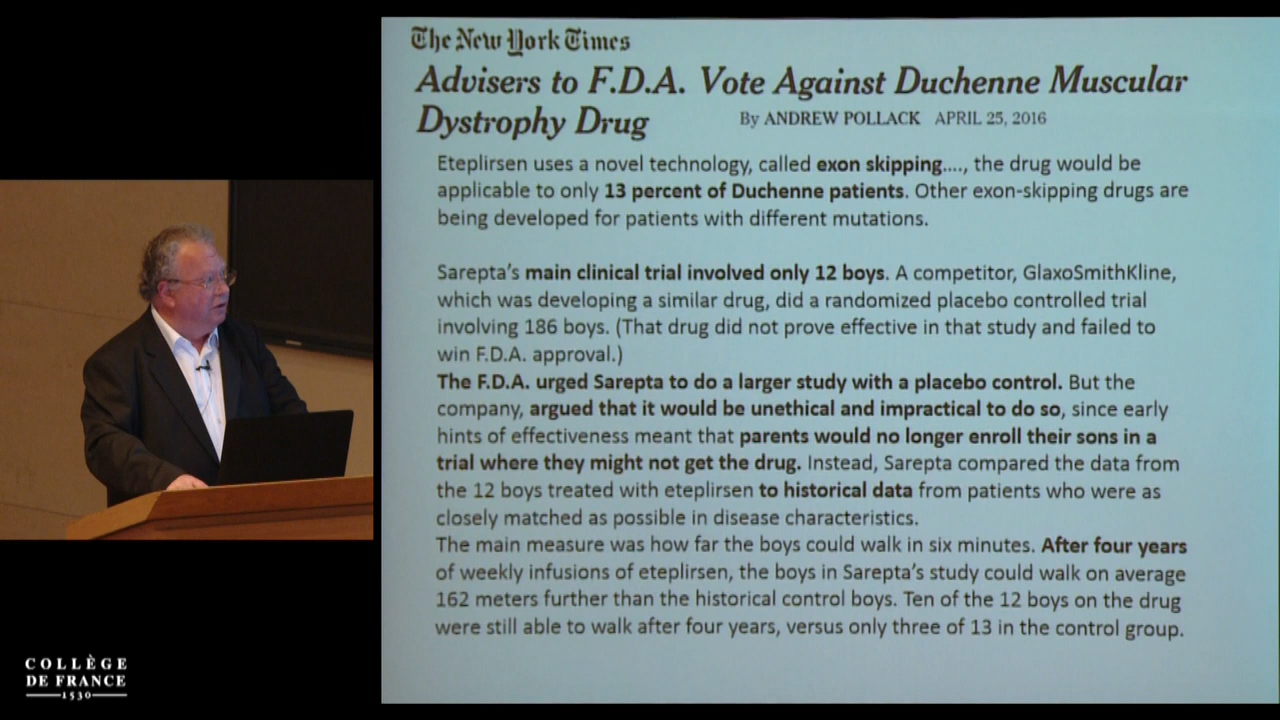 The New York Times
Advisers to F.D.A. Vote Against Duchenne Muscular
Dystrophy Drug
By ANDREW POLLACK APRIL 25, 2016
Eteplirsen uses a novel technology, called exon skipping...., the drug would be
applicable to only 13 percent of Duchenne patients. Other exon-skipping drugs are
being developed for patients with different mutations.
Sarepta's main clinical trial involved only 12 boys. A competitor, GlaxoSmithKline,
which was developing a similar drug, did a randomized placebo controlled trial
involving 186 boys. (That drug did not prove effective in that study and failed to
win F.D.A. approval.)
The F.D.A. urged Sarepta to do a larger study with a placebo control. But the
company, argued that it would be unethical and impractical to do so, since early
hints of effectiveness meant that parents would no longer enroll their sons in a
trial where they might not get the drug. Instead, Sarepta compared the data from
the 12 boys treated with eteplirsen to historical data from patients who were as
closely matched as possible in disease characteristics.
The main measure was how far the boys could walk in six minutes. After four years
of weekly infusions of eteplirsen, the boys in Sarepta's study could walk on average
162 meters further than the historical control boys. Ten of the 12 boys on the drug
were still able to walk after four years, versus only three of 13 in the control group.
COLLÈGE
DE FRANCE
1530